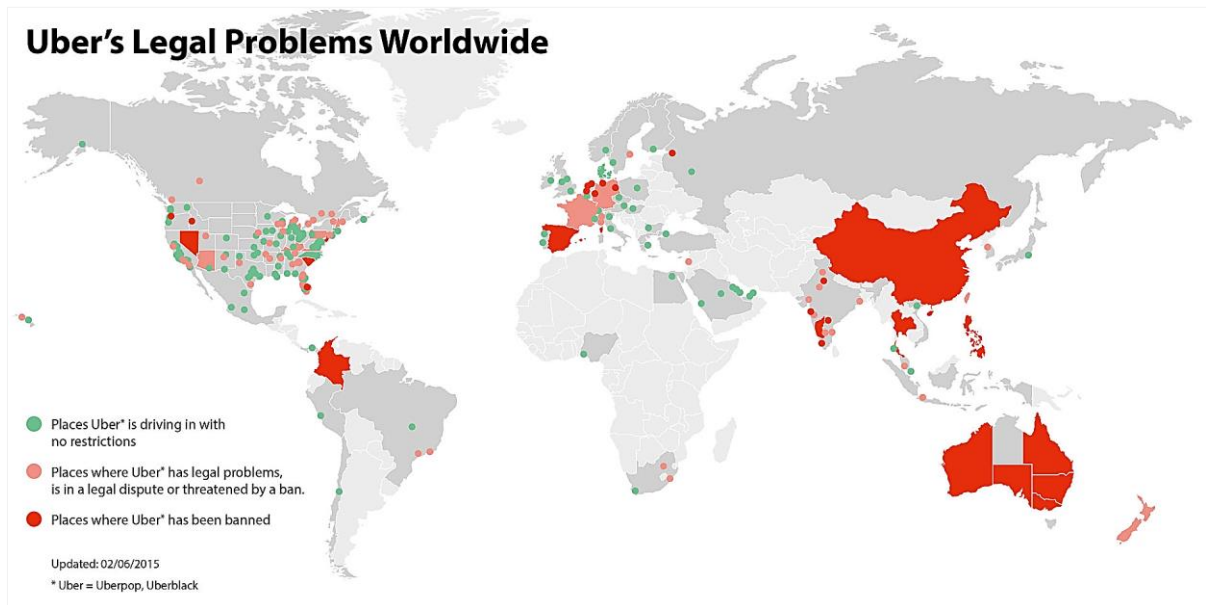 Uber's Legal Problems Worldwide
Places Uber* is driving in with
no restrictions
Places where Uber* has legal problems,
is in a legal dispute or threatened by a ban.
Places where Uber* has been banned
Updated: 02/06/2015
* Uber = Uberpop, Uberblack